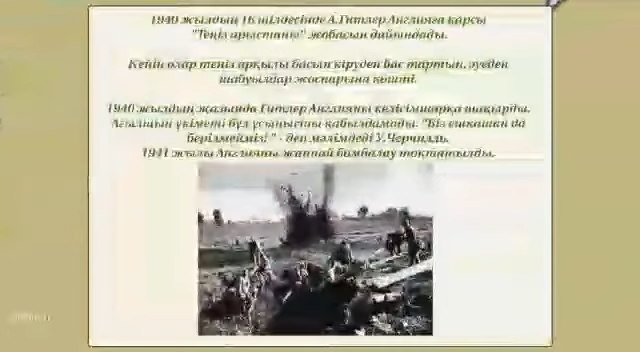 1940 жылдың 16 шілдесінде А.Гитлер Англияға қарсы
"Теңіз арыстаны" жобасын дайындады.
Кейін олар теңіз арқылы басып кіруден бас тартып, әуеден
шабуылдар жоспарына көшті.
1940 жылдың жазында Гитлер Англияны келісімшартқа шақырды.
Ағылшын үкіметі бұл ұсынысты қабылдамады. "Біз ешқашан да
берілмейміз! " - деп мәлімдеді У.Черчилль.
1941 жылы Англияны жаппай бомбалау тоқтатылды.